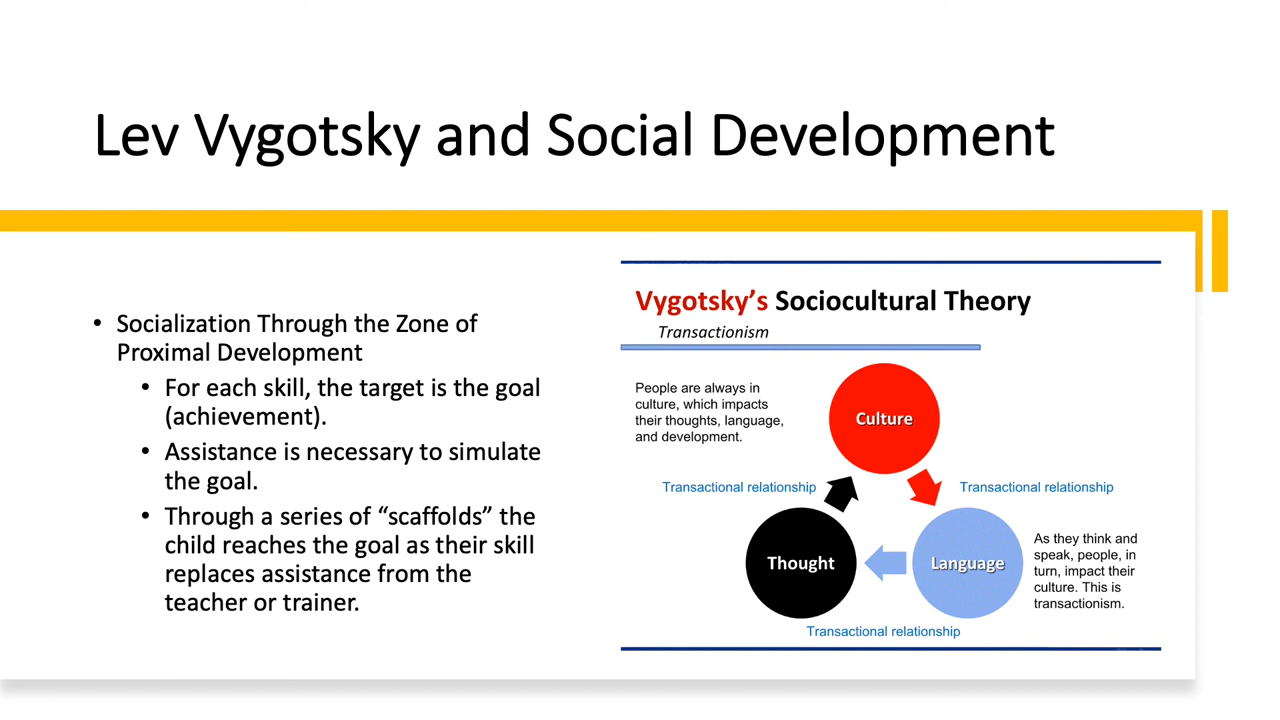 Lev Vygotsky and Social Development
• Socialization Through the Zone of
Proximal Development
• For each skill, the target is the goal
(achievement).
• Assistance is necessary to simulate
the goal.
• Through a series of “scaffolds” the
child reaches the goal as their skill
replaces assistance from the
teacher or trainer.
Vygotsky’s Sociocultural Theory
Transactionism
People are always in
culture, which impacts
their thoughts, language,
and development.
Culture
Transactional relationship
Transactional relationship
Thought
Language
As they think and
speak, people, in
turn, impact their
culture. This is
transactionism.
Transactional relationship